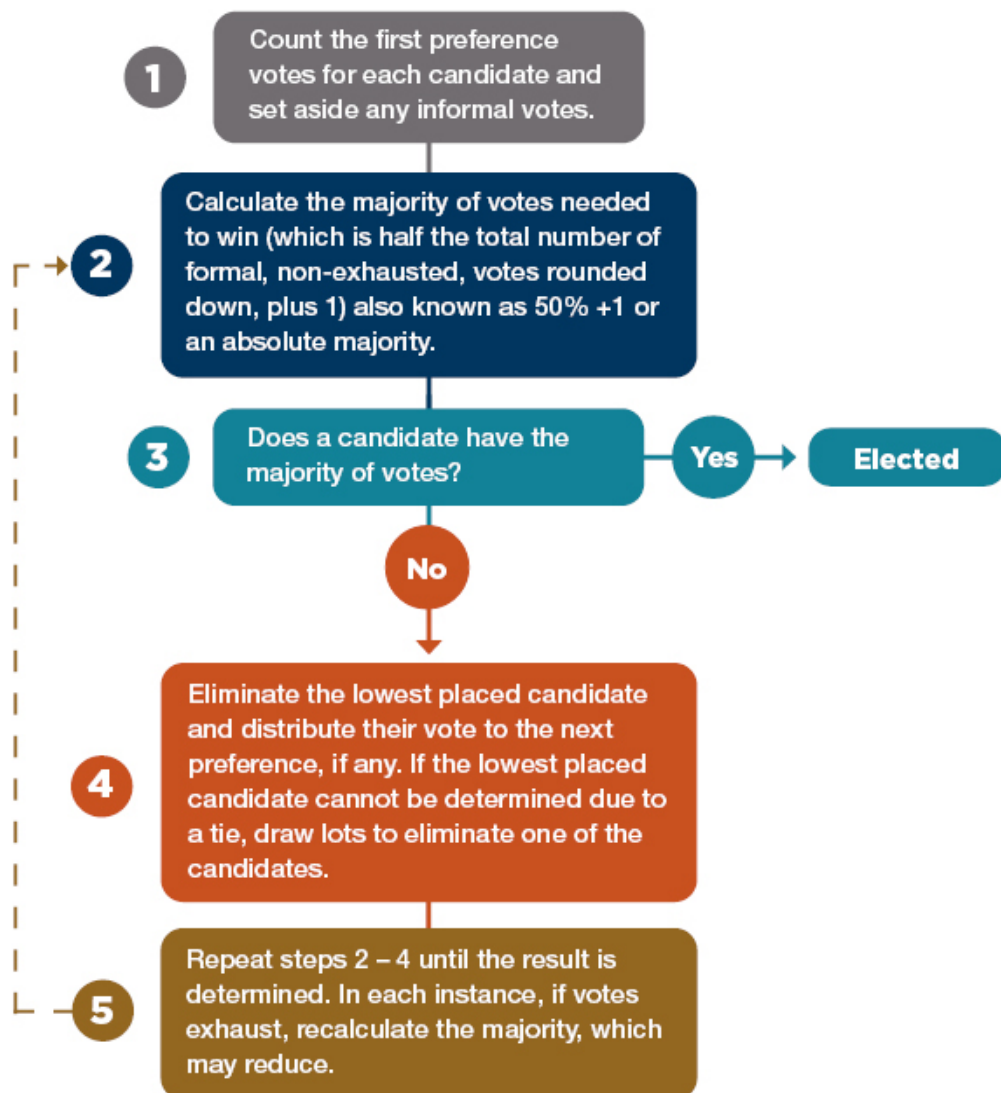 1
Count the first preference
votes for each candidate and
set aside any informal votes.
2
Calculate the majority of votes needed
to win (which is half the total number of
formal, non-exhausted, votes rounded
down, plus 1) also known as 50% +1 or
an absolute majority.
3
Does a candidate have the
majority of votes?
Yes
Elected
No
4
Eliminate the lowest placed candidate
and distribute their vote to the next
preference, if any. If the lowest placed
candidate cannot be determined due to
a tie, draw lots to eliminate one of the
candidates.
5
Repeat steps 2 – 4 until the result is
determined. In each instance, if votes
exhaust, recalculate the majority, which
may reduce.